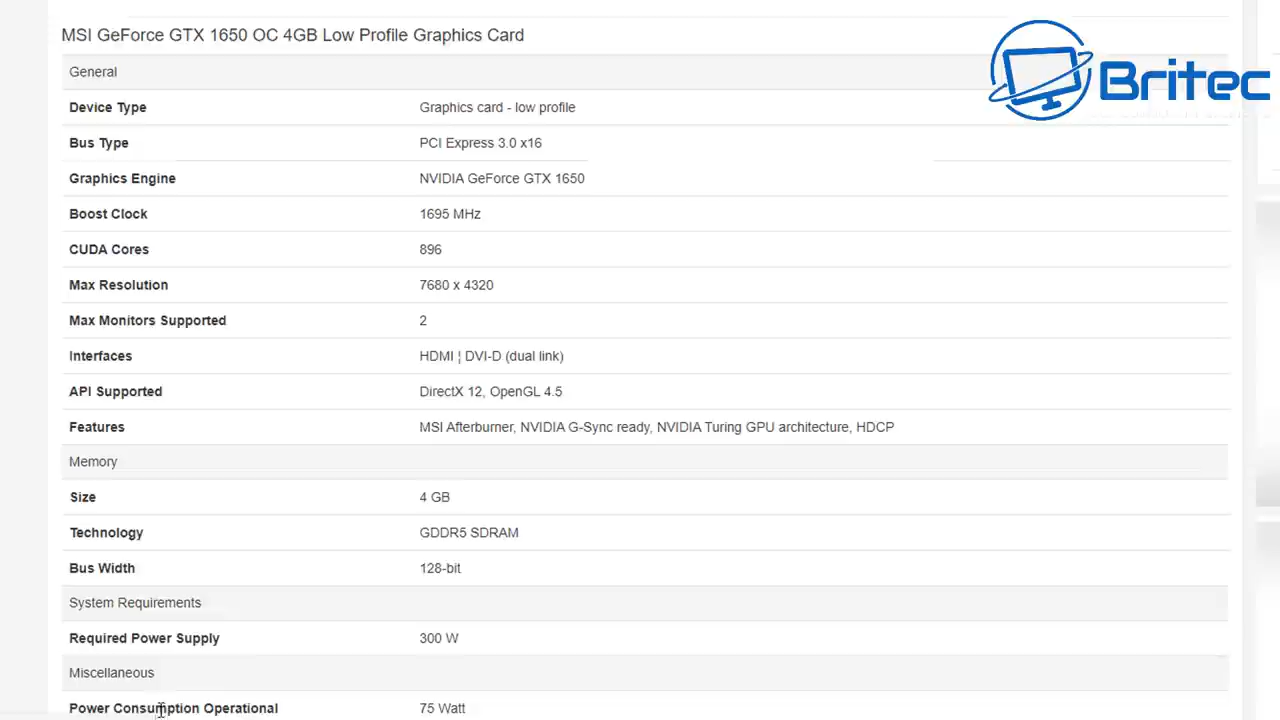 MSI GeForce GTX 1650 OC 4GB Low Profile Graphics Card
Britec
General
Device Type Graphics card - low profile
Bus Type PCI Express 3.0 x16
Graphics Engine NVIDIA GeForce GTX 1650
Boost Clock 1695 MHz
CUDA Cores 896
Max Resolution 7680 x 4320
Max Monitors Supported 2
Interfaces HDMI ¦ DVI-D (dual link)
API Supported DirectX 12, OpenGL 4.5
Features MSI Afterburner, NVIDIA G-Sync ready, NVIDIA Turing GPU architecture, HDCP
Memory
Size 4 GB
Technology GDDR5 SDRAM
Bus Width 128-bit
System Requirements
Required Power Supply 300 W
Miscellaneous
Power Consumption Operational 75 Watt